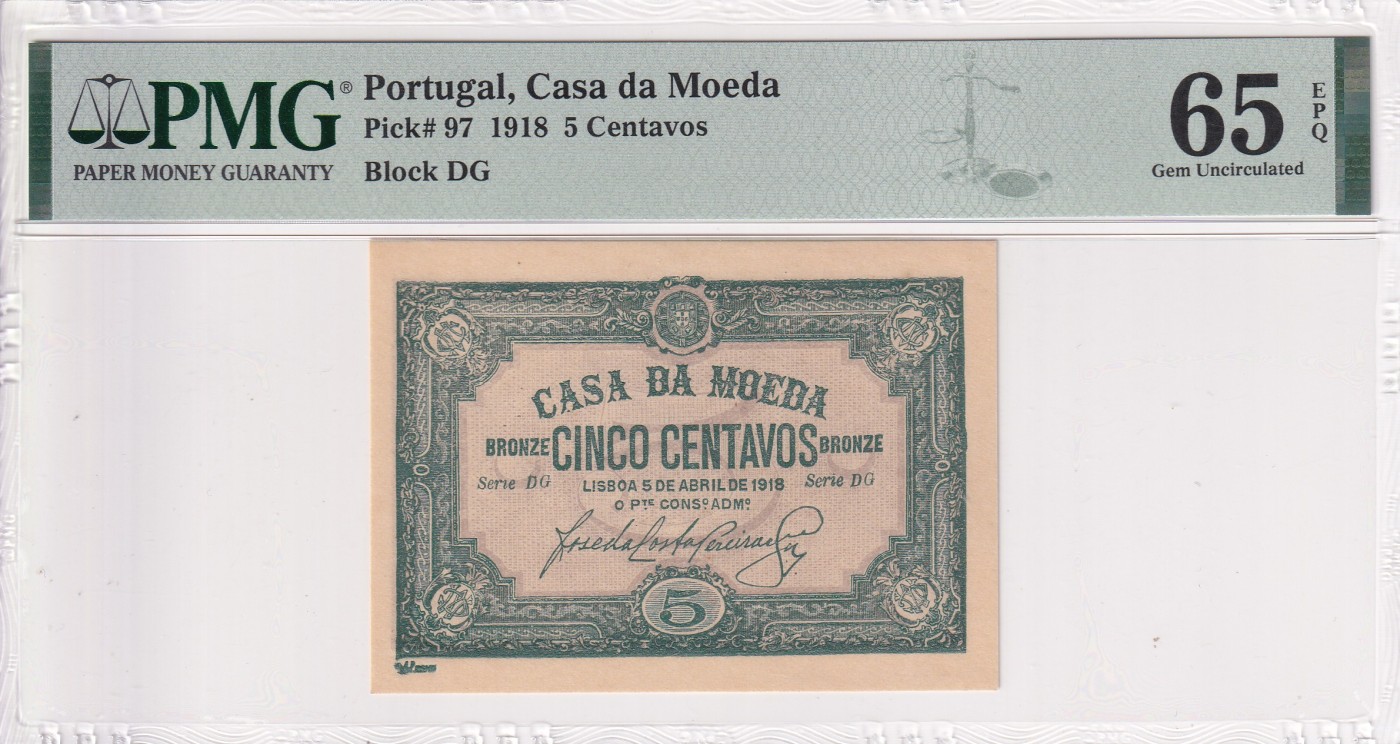 PMG®
PAPER MONEY GUARANTY
Portugal, Casa da Moeda
Pick# 97 1918 5 Centavos
Block DG
65 EPQ
Gem Uncirculated
CASA DA MOEDA
BRONZE CINCO CENTAVOS BRONZE
Serie DG LISBOA 5 DE ABRIL DE 1918 Serie DG
O PTE CONSº ADMº
5